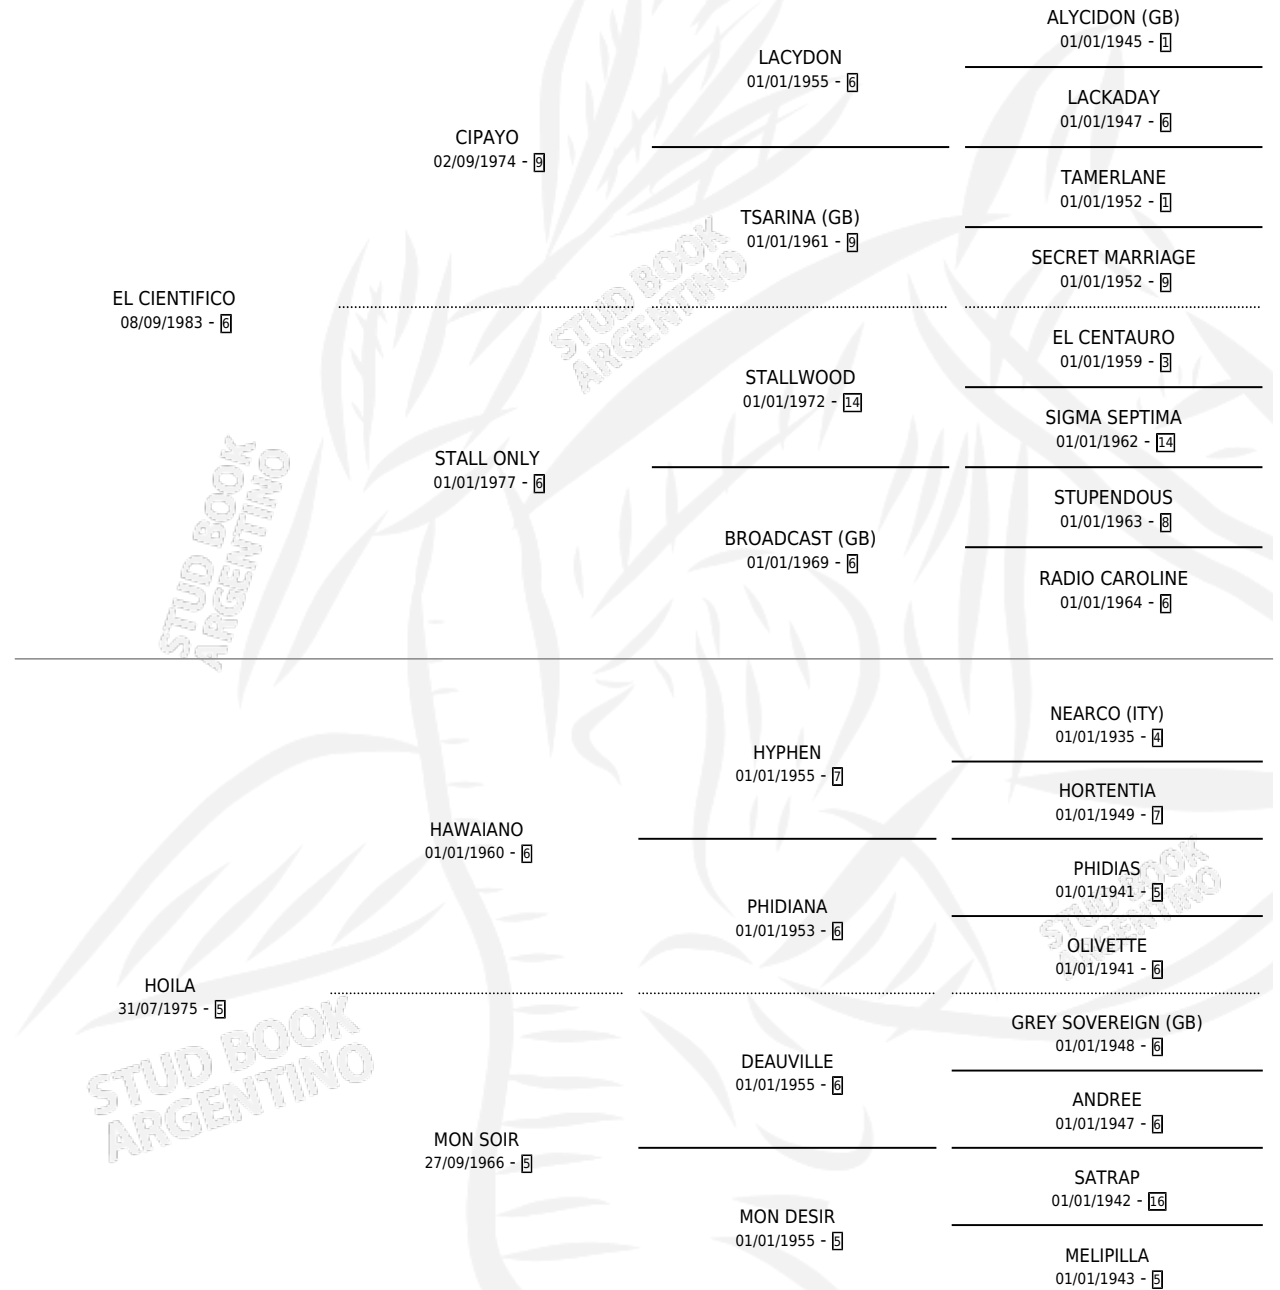 ALYCIDON (GB)
01/01/1945 - 1
LACYDON
01/01/1955 - 6
LACKADAY
01/01/1947 - 6
CIPAYO
02/09/1974 - 9
TAMERLANE
01/01/1952 - 1
TSARINA (GB)
01/01/1961 - 9
SECRET MARRIAGE
01/01/1952 - 9
EL CIENTIFICO
08/09/1983 - 6
EL CENTAURO
01/01/1959 - 3
STALLWOOD
01/01/1972 - 14
SIGMA SEPTIMA
01/01/1962 - 14
STALL ONLY
01/01/1977 - 6
STUPENDOUS
01/01/1963 - 8
BROADCAST (GB)
01/01/1969 - 6
RADIO CAROLINE
01/01/1964 - 6
STUD BOOK
ARGENTINO
STUD BOOK
ARGENTINO
NEARCO (ITY)
01/01/1935 - 4
HYPHEN
01/01/1955 - 7
HORTENTIA
01/01/1949 - 7
HAWAIANO
01/01/1960 - 6
PHIDIAS
01/01/1941 - 5
PHIDIANA
01/01/1953 - 6
OLIVETTE
01/01/1941 - 6
HOILA
31/07/1975 - 5
GREY SOVEREIGN (GB)
01/01/1948 - 6
DEAUVILLE
01/01/1955 - 6
ANDREE
01/01/1947 - 6
MON SOIR
27/09/1966 - 5
SATRAP
01/01/1942 - 16
MON DESIR
01/01/1955 - 5
MELIPILLA
01/01/1943 - 5
STUD BOOK
ARGENTINO
STUD BOOK
ARGENTINO